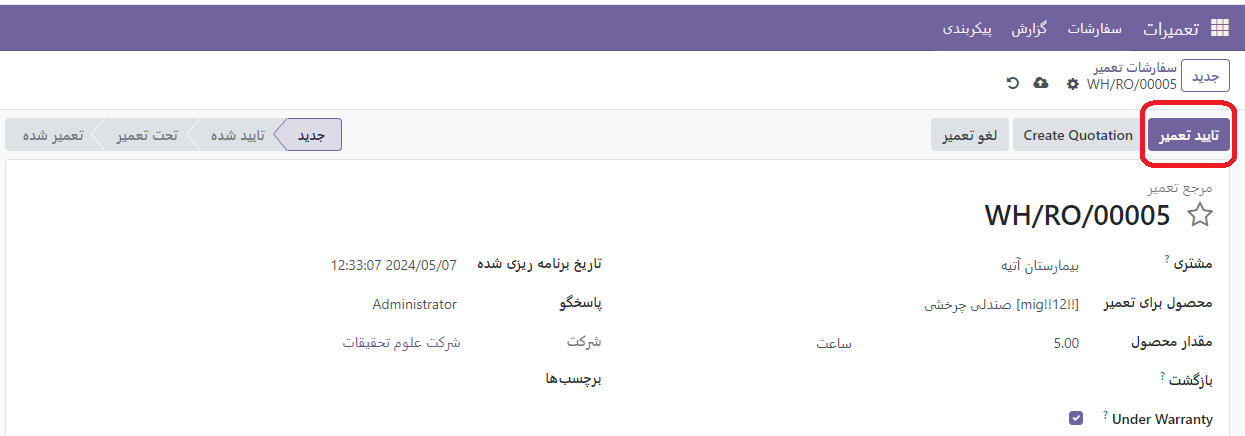 تعمیرات سفارشات گزارش پیکربندی
جدید
سفارشات تعمیر
WH/RO/00005
تایید تعمیر Create Quotation لغو تعمیر جدید تایید شده تحت تعمیر تعمیر شده
مرجع تعمیر
WH/RO/00005
مشتری ? بیمارستان آتیه تاریخ برنامه ریزی شده 2024/05/07 12:33:07
محصول برای تعمیر [mig!!12!!] صندلی چرخشی پاسخگو Administrator
مقدار محصول 5.00 ساعت شرکت شرکت علوم تحقیقات
بازگشت ? برچسب‌ها
Under Warranty ?